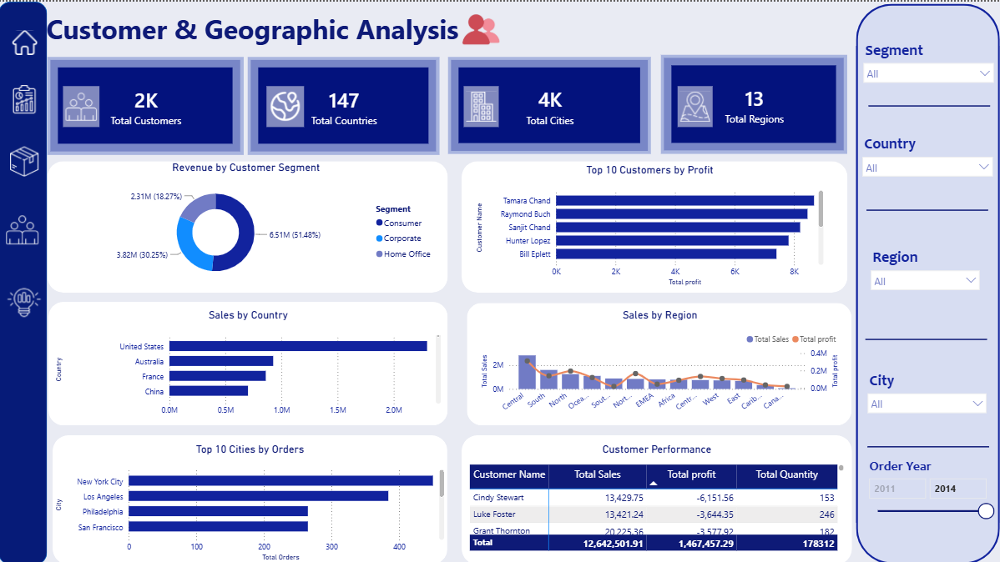 Customer & Geographic Analysis
2K
Total Customers
147
Total Countries
4K
Total Cities
13
Total Regions
Revenue by Customer Segment
2.31M (18.27%)
6.51M (51.48%)
3.82M (30.25%)
Segment
Consumer
Corporate
Home Office
Top 10 Customers by Profit
Customer Name
Tamara Chand
Raymond Buch
Sanjit Chand
Hunter Lopez
Bill Eplett
0K 2K 4K 6K 8K
Total profit
Sales by Country
Country
United States
Australia
France
China
0.0M 0.5M 1.0M 1.5M 2.0M
Sales by Region
Total Sales Total profit
Total Sales
2M
0M
0.4M
0.2M
0.0M
Total profit
Central South North Ocea... Sout... Nort... EMEA Africa Centr... West East Carib... Cana...
Top 10 Cities by Orders
City
New York City
Los Angeles
Philadelphia
San Francisco
0 100 200 300 400
Total Orders
Customer Performance
Customer Name Total Sales Total profit Total Quantity
Cindy Stewart 13,429.75 -6,151.56 153
Luke Foster 13,421.24 -3,644.35 246
Grant Thornton 20,225.36 -3,577.92 182
Total 12,642,501.91 1,467,457.29 178312
Segment
All
Country
All
Region
All
City
All
Order Year
2011 2014